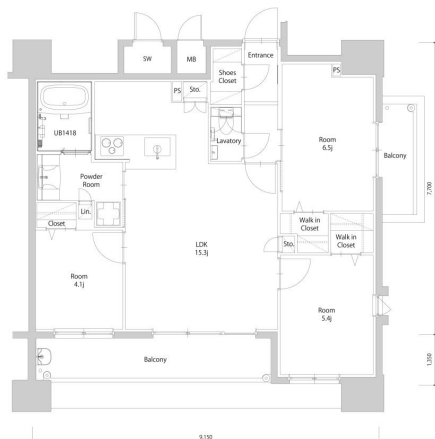 SW
MB
Entrance
Shoes
Closet
PS
Sto.
PS
UB1418
Lavatory
Room
6.5j
Balcony
7,700
Powder
Room
Lin.
Closet
LDK
15.3j
Walk in
Closet
Walk in
Closet
Sto.
Room
4.1j
Room
5.4j
Balcony
1,350
9,150